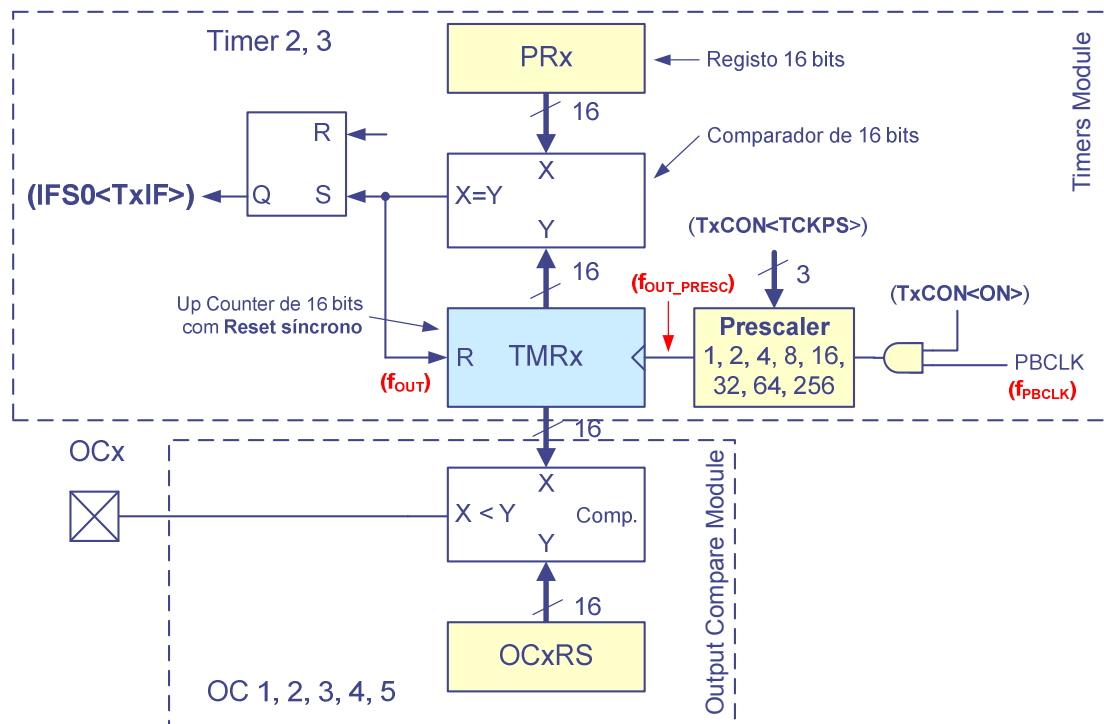 Timer 2, 3
PRx
Registo 16 bits
Timers Module
16
Comparador de 16 bits
R
(IFS0<TxIF>)
Q
S
X
X=Y
Y
(TxCON<TCKPS>)
16
3
(fOUT_PRESC)
(TxCON<ON>)
Up Counter de 16 bits
com Reset síncrono
R
TMRx
(fOUT)
Prescaler
1, 2, 4, 8, 16,
32, 64, 256
PBCLK
(fPBCLK)
16
OCx
X
X < Y
Comp.
Y
Output Compare Module
16
OCxRS
OC 1, 2, 3, 4, 5